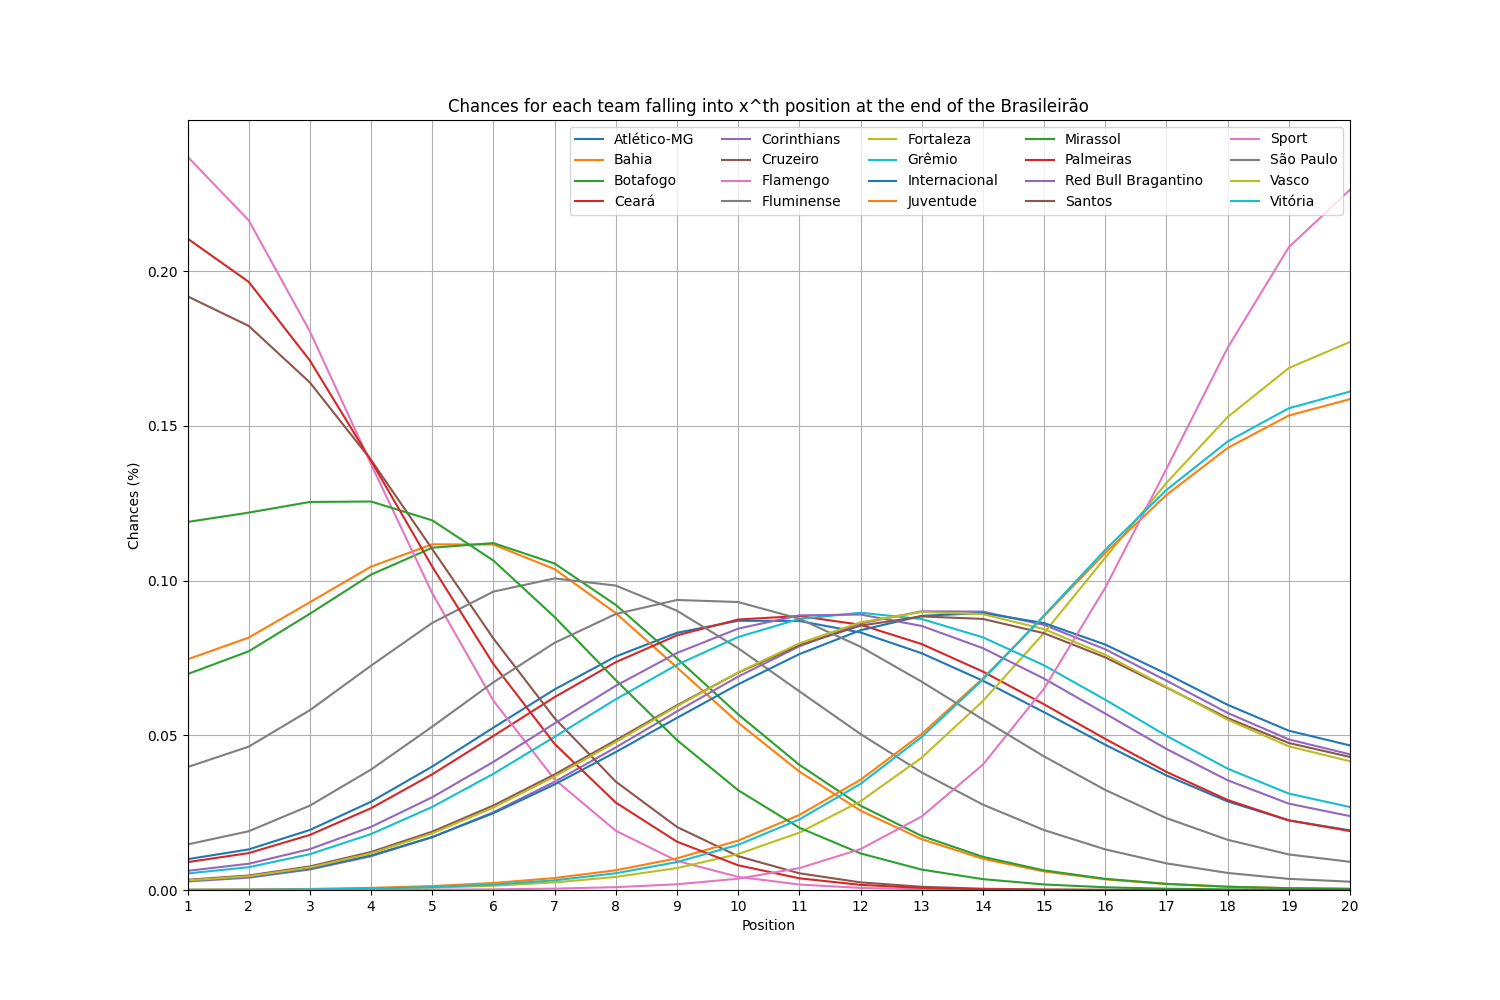 Chances for each team falling into x^th position at the end of the Brasileirão
Atlético-MG
Bahia
Botafogo
Ceará
Corinthians
Cruzeiro
Flamengo
Fluminense
Fortaleza
Grêmio
Internacional
Juventude
Mirassol
Palmeiras
Red Bull Bragantino
Santos
Sport
São Paulo
Vasco
Vitória
Chances (%)
0.20
0.15
0.10
0.05
0.00
1 2 3 4 5 6 7 8 9 10 11 12 13 14 15 16 17 18 19 20
Position